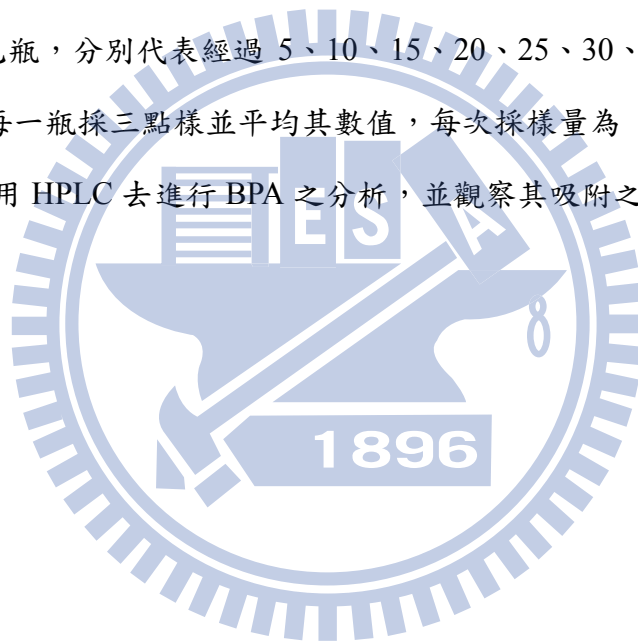 瓶，分別代表經過 5、10、15、20、25、30、
每一瓶採三點樣並平均其數值，每次採樣量為
用 HPLC 去進行 BPA 之分析，並觀察其吸附之
E S A
1896